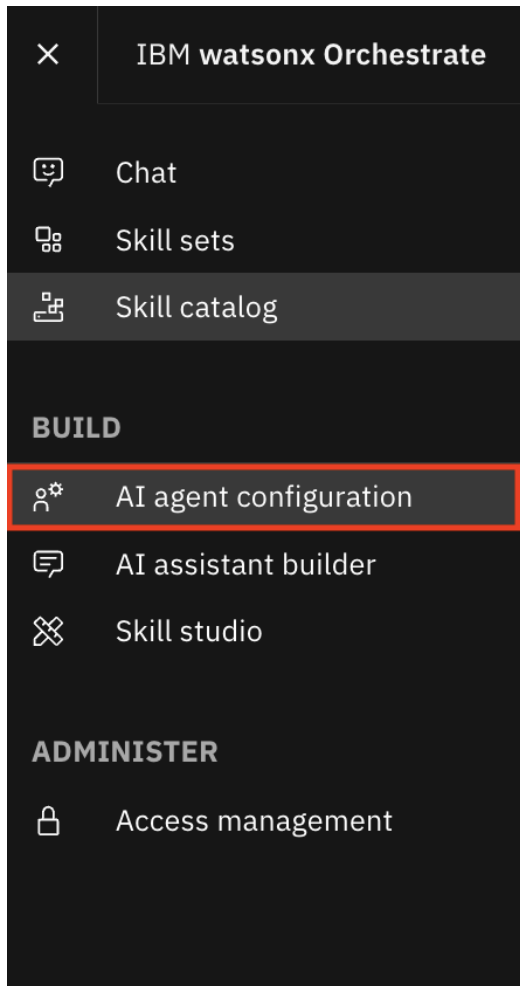 IBM watsonx Orchestrate
Chat
Skill sets
Skill catalog
BUILD
AI agent configuration
AI assistant builder
Skill studio
ADMINISTER
Access management